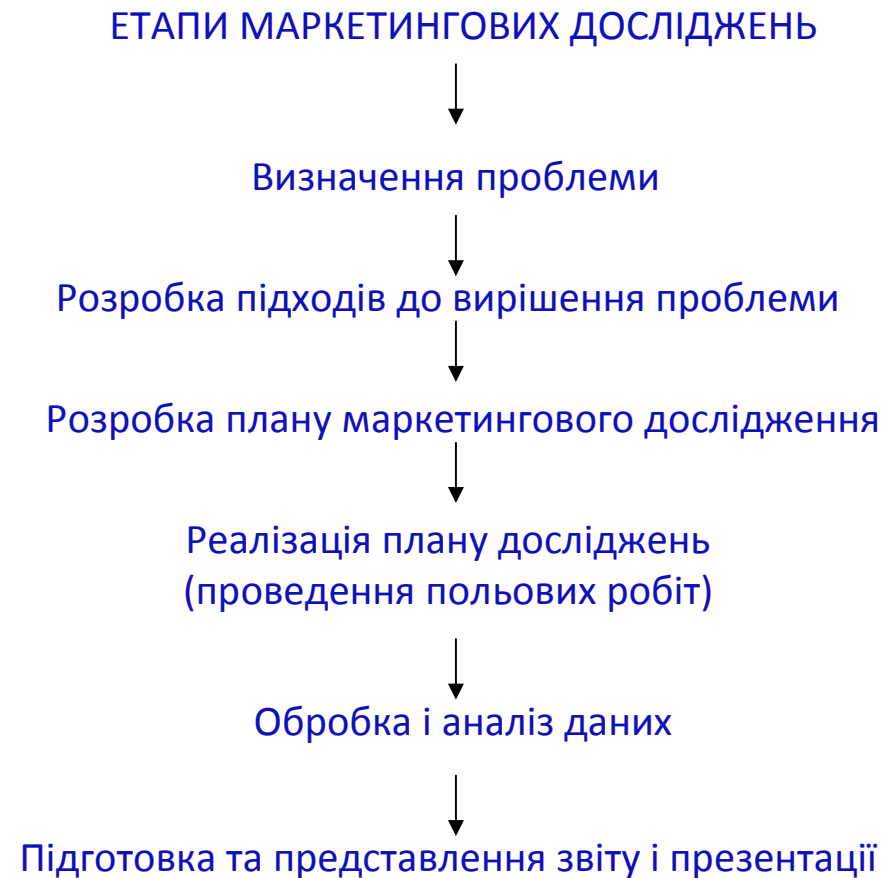 ЕТАПИ МАРКЕТИНГОВИХ ДОСЛІДЖЕНЬ
Визначення проблеми
Розробка підходів до вирішення проблеми
Розробка плану маркетингового дослідження
Реалізація плану досліджень
(проведення польових робіт)
Обробка і аналіз даних
Підготовка та представлення звіту і презентації